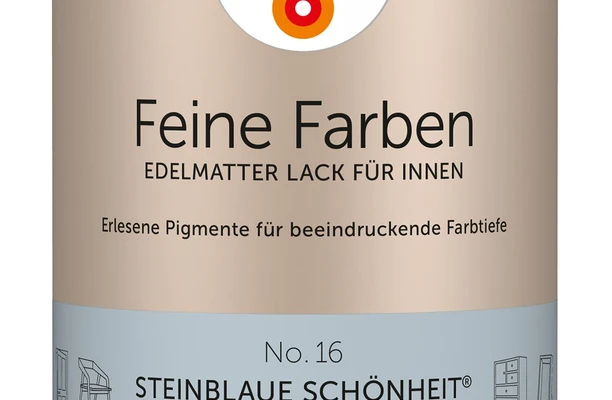 Feine Farben
EDELMATTER LACK FÜR INNEN
Erlesene Pigmente für beeindruckende Farbtiefe
No. 16
STEINBLAUE SCHÖNHEIT®